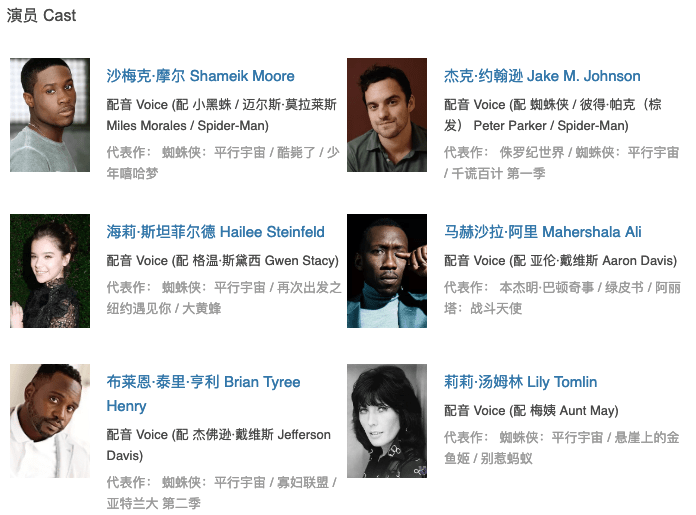 演员 Cast
沙梅克·摩尔 Shameik Moore
配音 Voice (配 小黑蛛 / 迈尔斯·莫拉莱斯
Miles Morales / Spider-Man)
代表作： 蜘蛛侠：平行宇宙 / 酷毙了 / 少
年嘻哈梦
杰克·约翰逊 Jake M. Johnson
配音 Voice (配 蜘蛛侠 / 彼得·帕克（棕
发） Peter Parker / Spider-Man)
代表作： 侏罗纪世界 / 蜘蛛侠：平行宇宙
/ 千谎百计 第一季
海莉·斯坦菲尔德 Hailee Steinfeld
配音 Voice (配 格温·斯黛西 Gwen Stacy)
代表作： 蜘蛛侠：平行宇宙 / 再次出发之
纽约遇见你 / 大黄蜂
马赫沙拉·阿里 Mahershala Ali
配音 Voice (配 亚伦·戴维斯 Aaron Davis)
代表作： 本杰明·巴顿奇事 / 绿皮书 / 阿丽
塔：战斗天使
布莱恩·泰里·亨利 Brian Tyree
Henry
配音 Voice (配 杰佛逊·戴维斯 Jefferson
Davis)
代表作： 蜘蛛侠：平行宇宙 / 寡妇联盟 /
亚特兰大 第二季
莉莉·汤姆林 Lily Tomlin
配音 Voice (配 梅姨 Aunt May)
代表作： 蜘蛛侠：平行宇宙 / 悬崖上的金
鱼姬 / 别惹蚂蚁